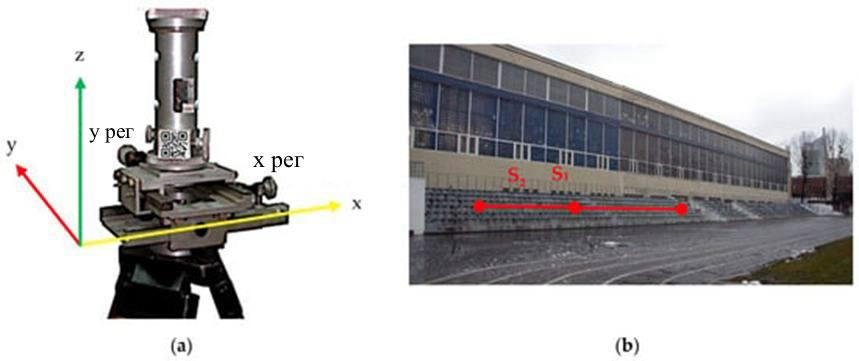 z
y рег
y
x рег
x
S₂ S₁
(a) (b)